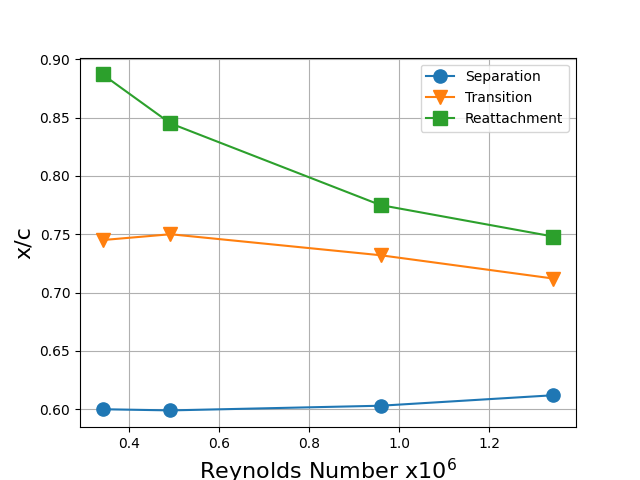 0.90
0.85
0.80
0.75
0.70
0.65
0.60
x/c
0.4
0.6
0.8
1.0
1.2
Reynolds Number x10⁶
Separation
Transition
Reattachment